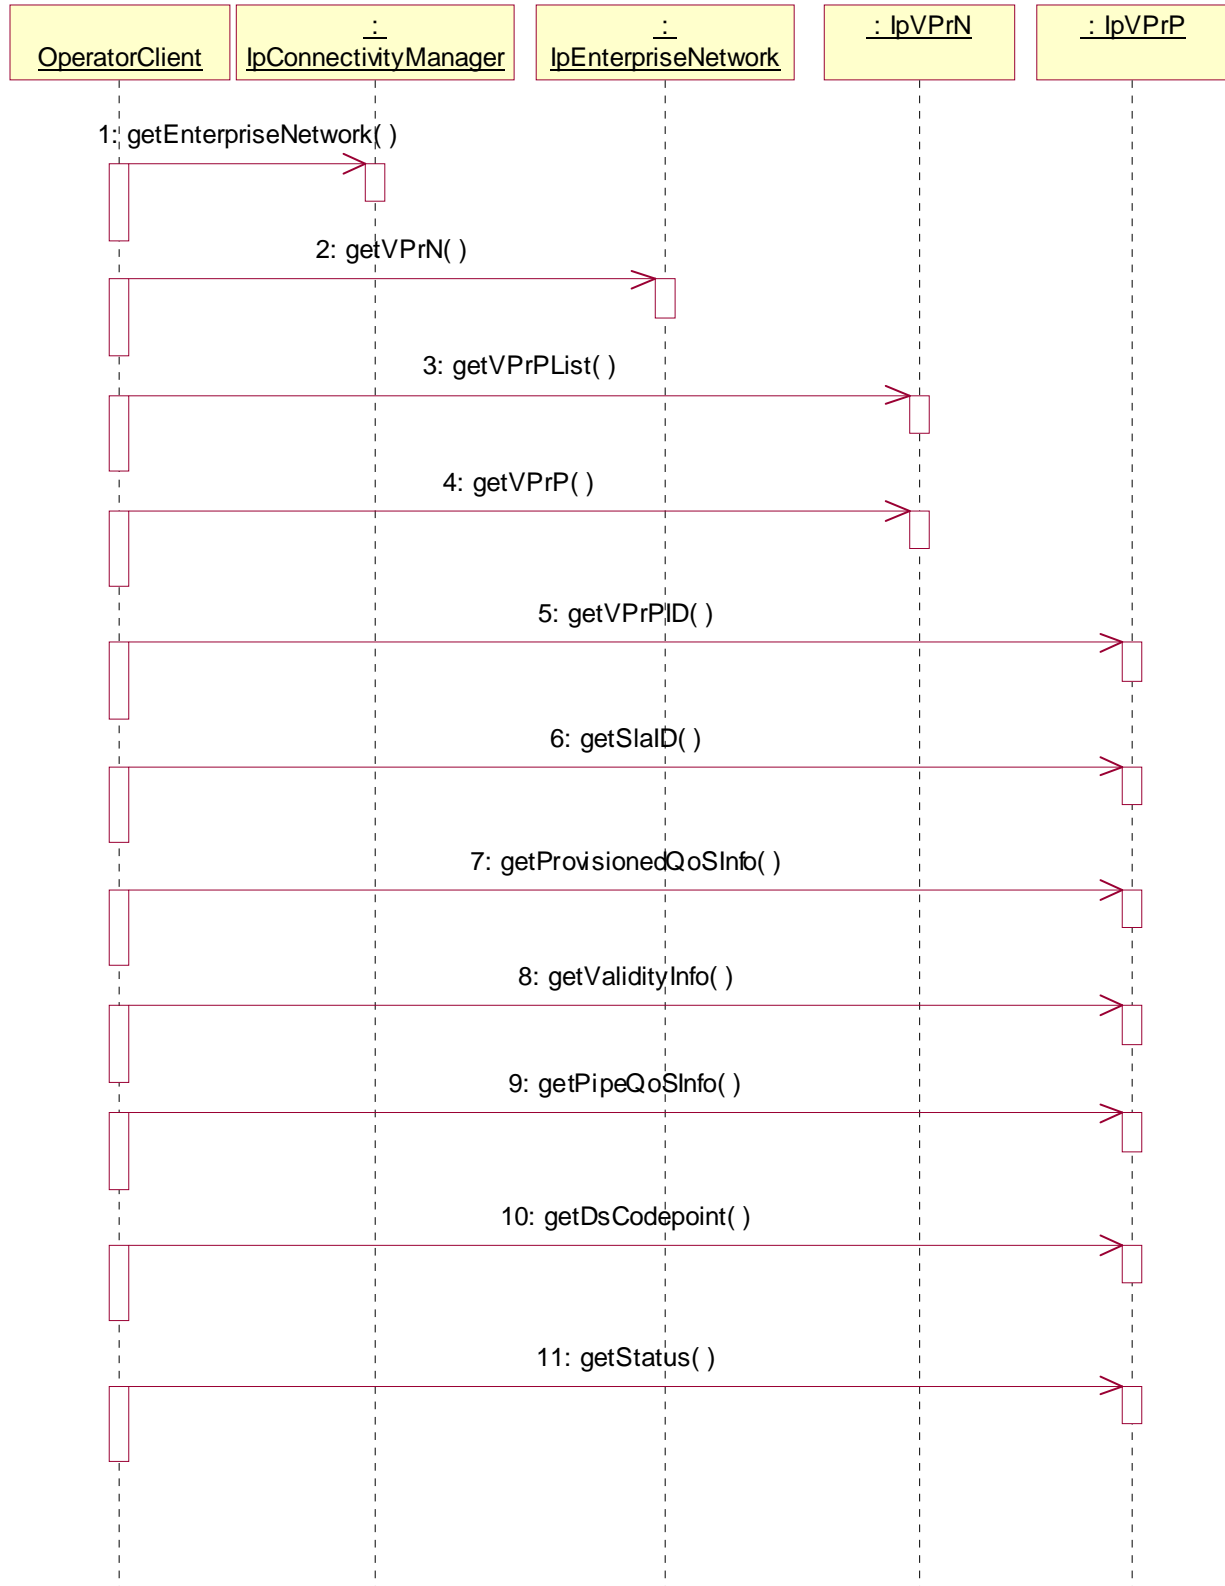 OperatorClient
:
IpConnectivityManager
:
IpEnterpriseNetwork
: IpVPrN
: IpVPrP
1: getEnterpriseNetwork( )
2: getVPrN( )
3: getVPrPList( )
4: getVPrP( )
5: getVPrPID( )
6: getSlaID( )
7: getProvisionedQoSInfo( )
8: getValidityInfo( )
9: getPipeQoSInfo( )
10: getDsCodepoint( )
11: getStatus( )